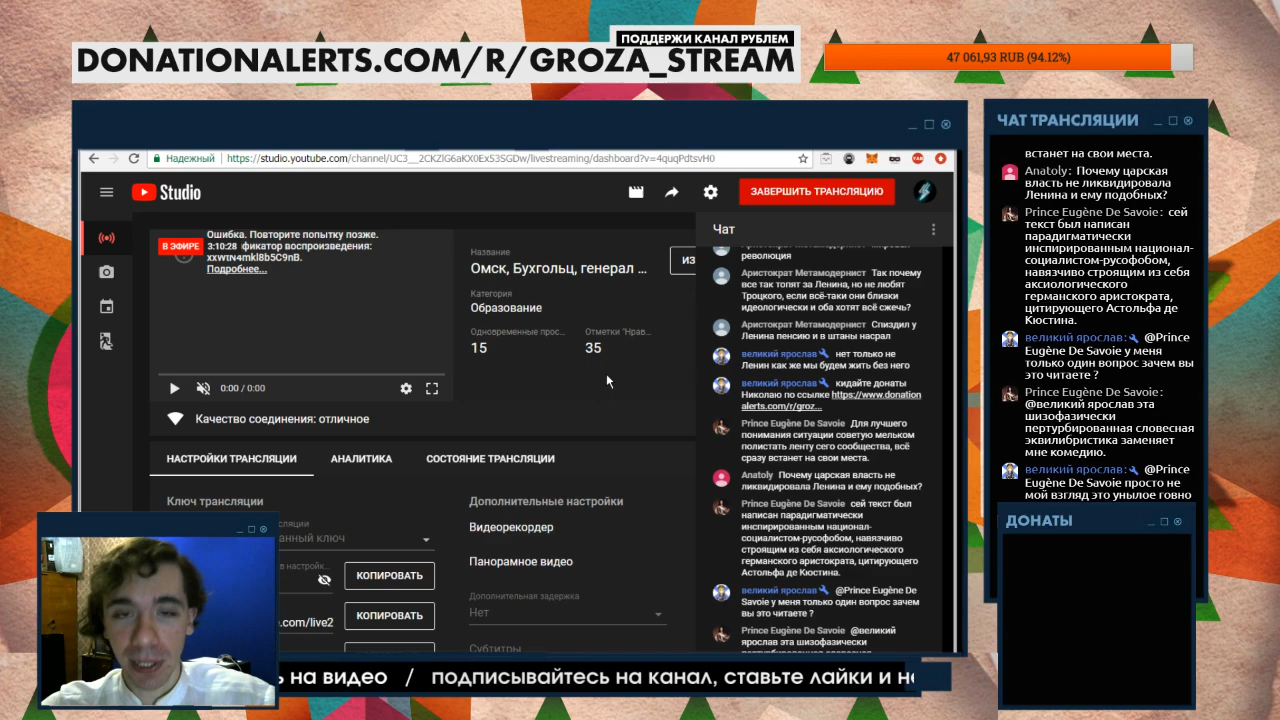 ПОДДЕРЖИ КАНАЛ РУБЛЕМ
DONATIONALERTS.COM/R/GROZA_STREAM
47 061,93 RUB (94.12%)
Надежный
https://studio.youtube.com/channel/UC3__2CKZlG6aKX0Ex53SGDw/livestreaming/dashboard?v=4quqPdtsvH0
Studio
ЗАВЕРШИТЬ ТРАНСЛЯЦИЮ
В ЭФИРЕ
Ошибка. Повторите попытку позже.
3:10:28 фикатор воспроизведения:
Подробнее...
0:00 / 0:00
Качество соединения: отличное
Название
Омск, Бухгольц, генерал ...
ИЗ
Категория
Образование
Одновременные прос...
Отметки "Нрав...
15
35
НАСТРОЙКИ ТРАНСЛЯЦИИ
АНАЛИТИКА
СОСТОЯНИЕ ТРАНСЛЯЦИИ
Ключ трансляции
КОПИРОВАТЬ
КОПИРОВАТЬ
.com/live2
Дополнительные настройки
Видеорекордер
Панорамное видео
Дополнительная задержка
Нет
Субтитры
Чат
революция
Аристократ Метамодернист Так почему
все так топят за Ленина, но не любят
Троцкого, если всё-таки они близки
идеологически и оба хотят всё сжечь?
Аристократ Метамодернист Спиздил у
Ленина пенсию и в штаны насрал
великий ярослав нет только не
Ленин как же мы будем жить без него
великий ярослав кидайте донаты
Николаю по ссылке https://www.donation
alerts.com/r/groz...
Prince Eugène De Savoie Для лучшего
понимания ситуации советую мельком
полистать ленту сего сообщества, всё
сразу встанет на свои места.
Anatoly Почему царская власть не
ликвидировала Ленина и ему подобных?
Prince Eugène De Savoie сей текст был
написан парадигматически
инспирированным национал-
социалистом-русофобом, навязчиво
строящим из себя аксиологического
германского аристократа, цитирующего
Астольфа де Кюстина.
великий ярослав @Prince Eugène De
Savoie у меня только один вопрос зачем
вы это читаете ?
Prince Eugène De Savoie @великий
ярослав эта шизофазически
ЧАТ ТРАНСЛЯЦИИ
встанет на свои места.
Anatoly: Почему царская
власть не ликвидировала
Ленина и ему подобных?
Prince Eugène De Savoie: сей
текст был написан
парадигматически
инспирированным национал-
социалистом-русофобом,
навязчиво строящим из себя
аксиологического
германского аристократа,
цитирующего Астольфа де
Кюстина.
великий ярослав: @Prince
Eugène De Savoie у меня
только один вопрос зачем вы
это читаете ?
Prince Eugène De Savoie:
@великий ярослав эта
шизофазически
пертурбированная словесная
эквилибристика заменяет
мне комедию.
великий ярослав: @Prince
Eugène De Savoie просто не
мой взгляд это унылое говно
ДОНАТЫ
ь на видео / подписывайтесь на канал, ставьте лайки и н